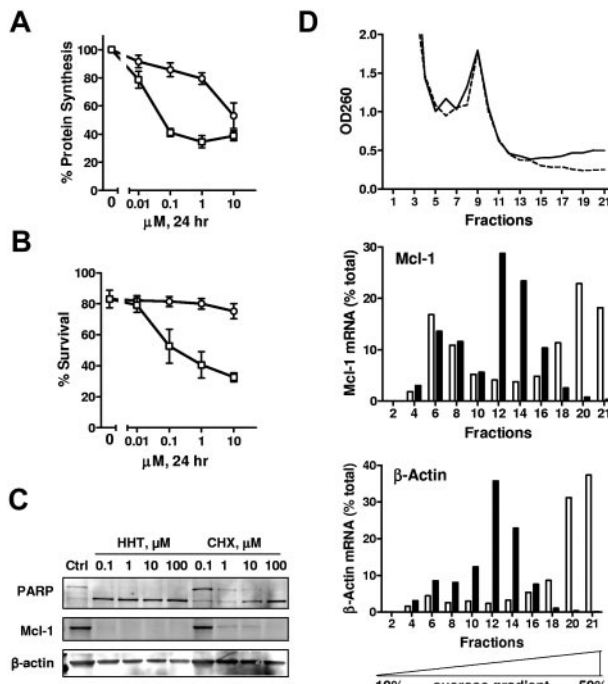 A
% Protein Synthesis
100
80
60
40
20
0
0 0.01 0.1 1 10
μM, 24 hr
B
% Survival
100
80
60
40
20
0
0 0.01 0.1 1 10
μM, 24 hr
C
HHT, μM CHX, μM
Ctrl 0.1 1 10 100 0.1 1 10 100
PARP
Mcl-1
β-actin
D
OD260
2.0
1.5
1.0
0.5
0.0
1 3 5 7 9 11 13 15 17 19 21
Fractions
Mcl-1
Mcl-1 mRNA (% total)
30
20
10
0
2 4 6 8 10 12 14 16 18 20 21
Fractions
β-Actin
β-Actin mRNA (% total)
40
30
20
10
0
2 4 6 8 10 12 14 16 18 20 21
Fractions